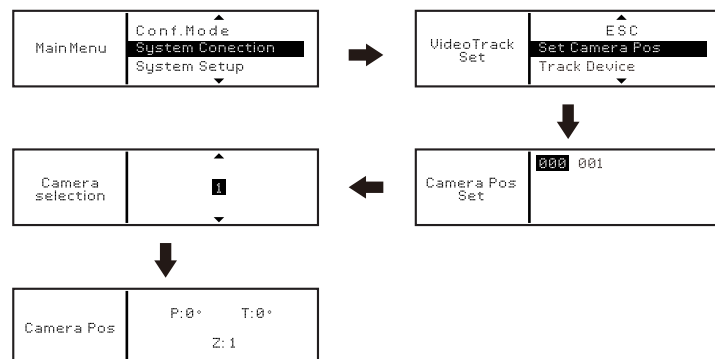 Main Menu
Conf.Mode
System Conection
System Setup
VideoTrack
Set
ESC
Set Camera Pos
Track Device
Camera Pos
Set
000 001
Camera
selection
1
Camera Pos
P:0° T:0°
Z:1